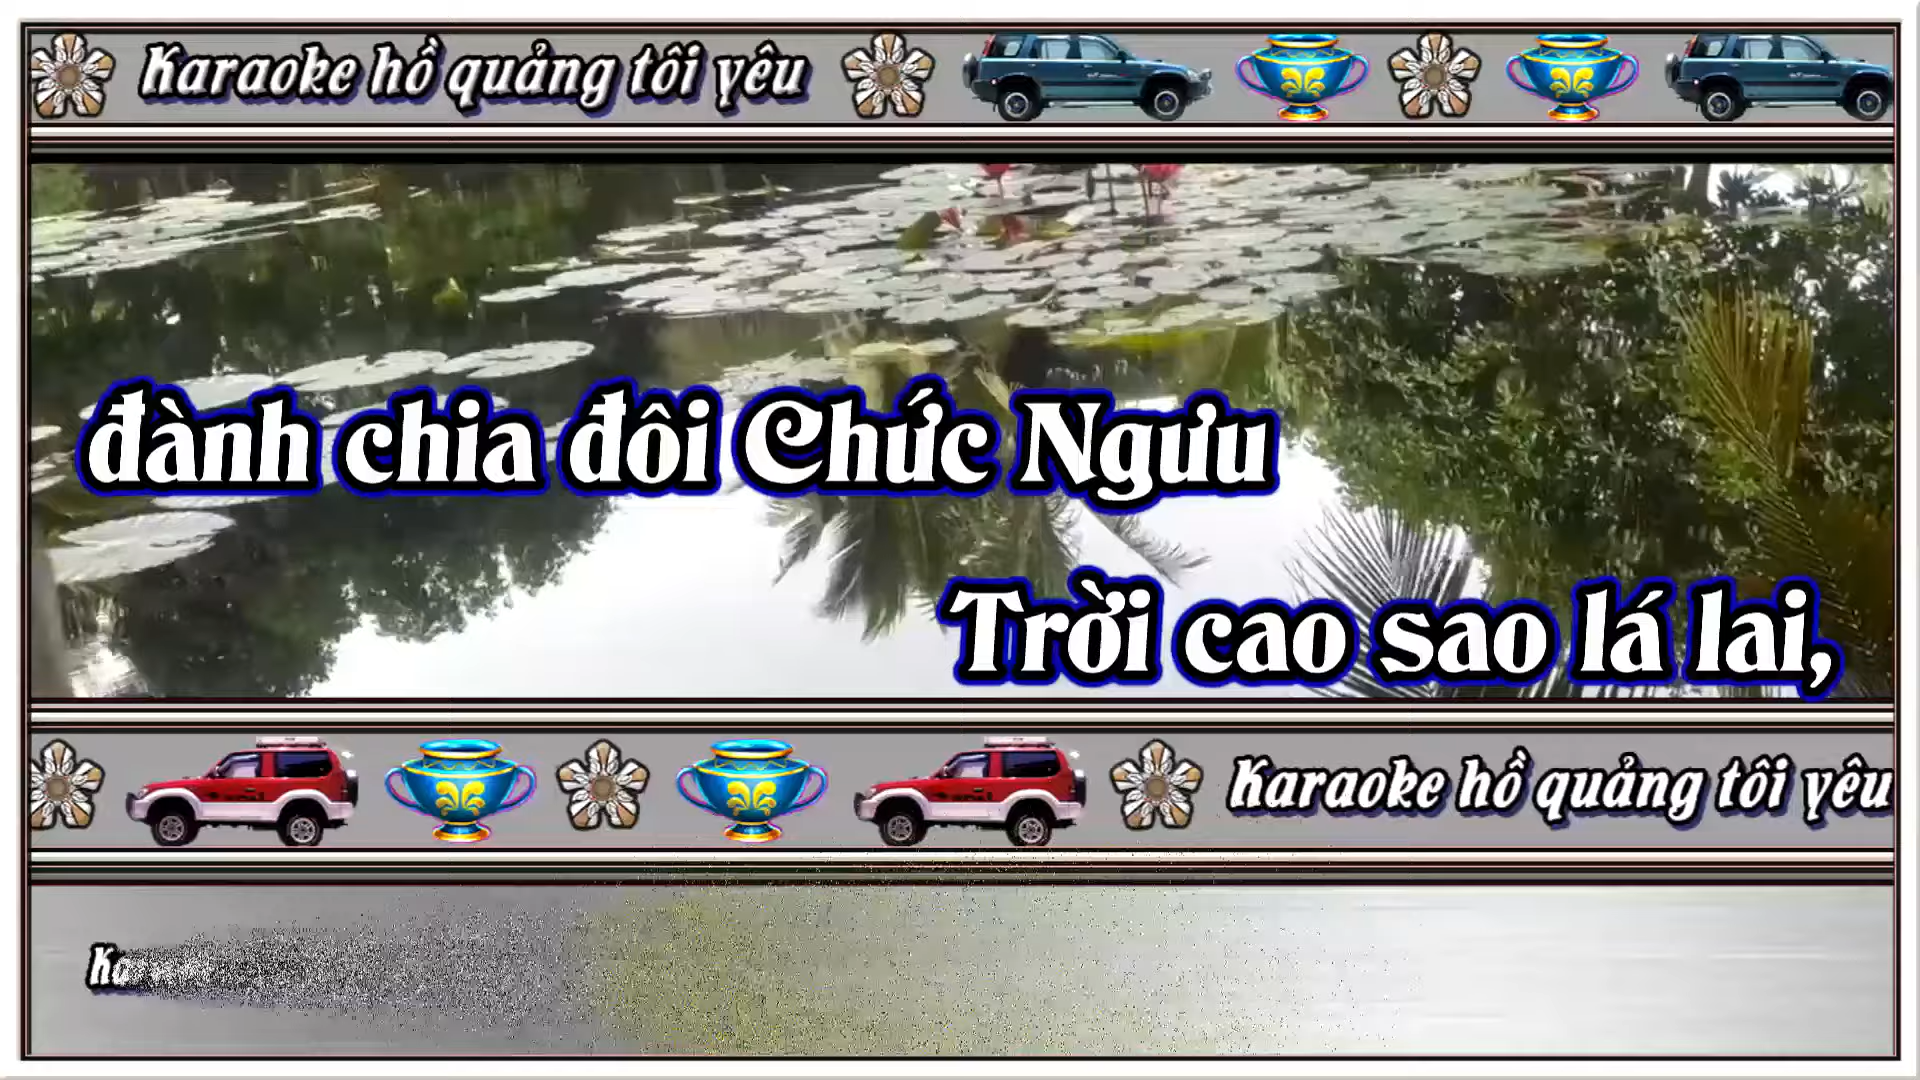 Karaoke hồ quảng tôi yêu
đành chia đôi Chức Ngưu
Trời cao sao lá lai,
Karaoke hồ quảng tôi yêu